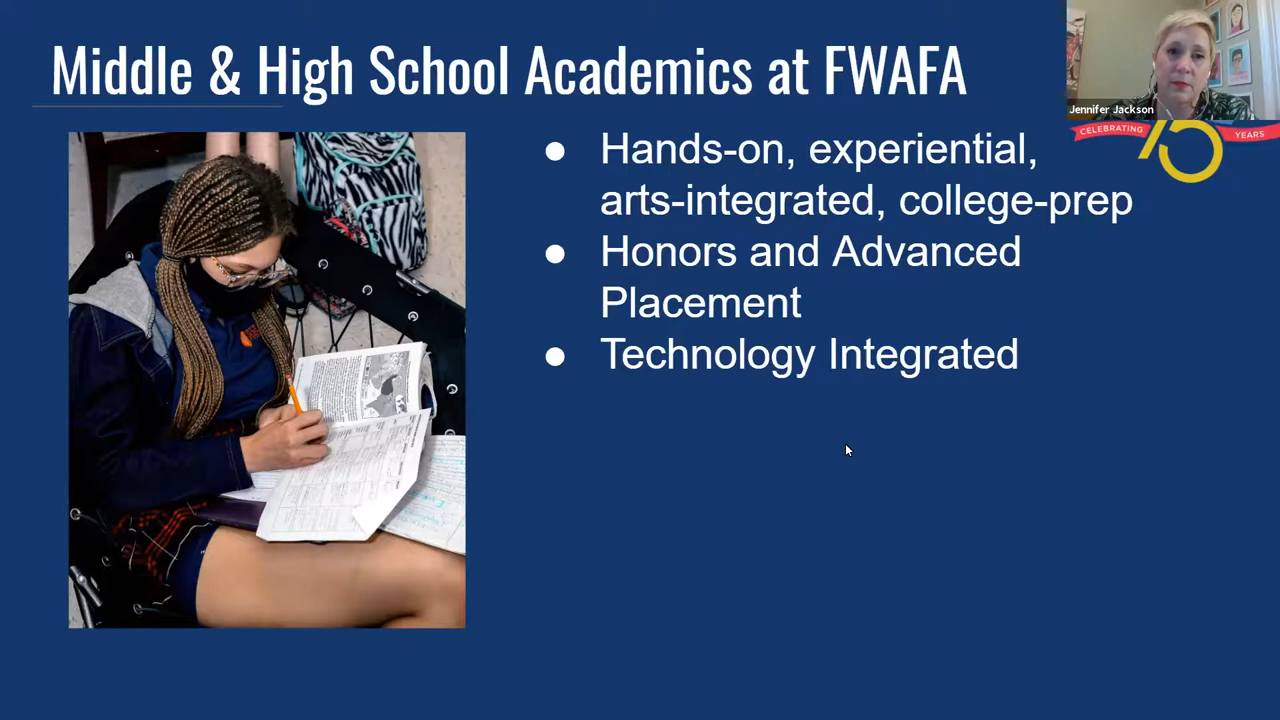 Middle & High School Academics at FWAFA
Jennifer Jackson
CELEBRATING
10
YEARS
● Hands-on, experiential,
arts-integrated, college-prep
● Honors and Advanced
Placement
● Technology Integrated